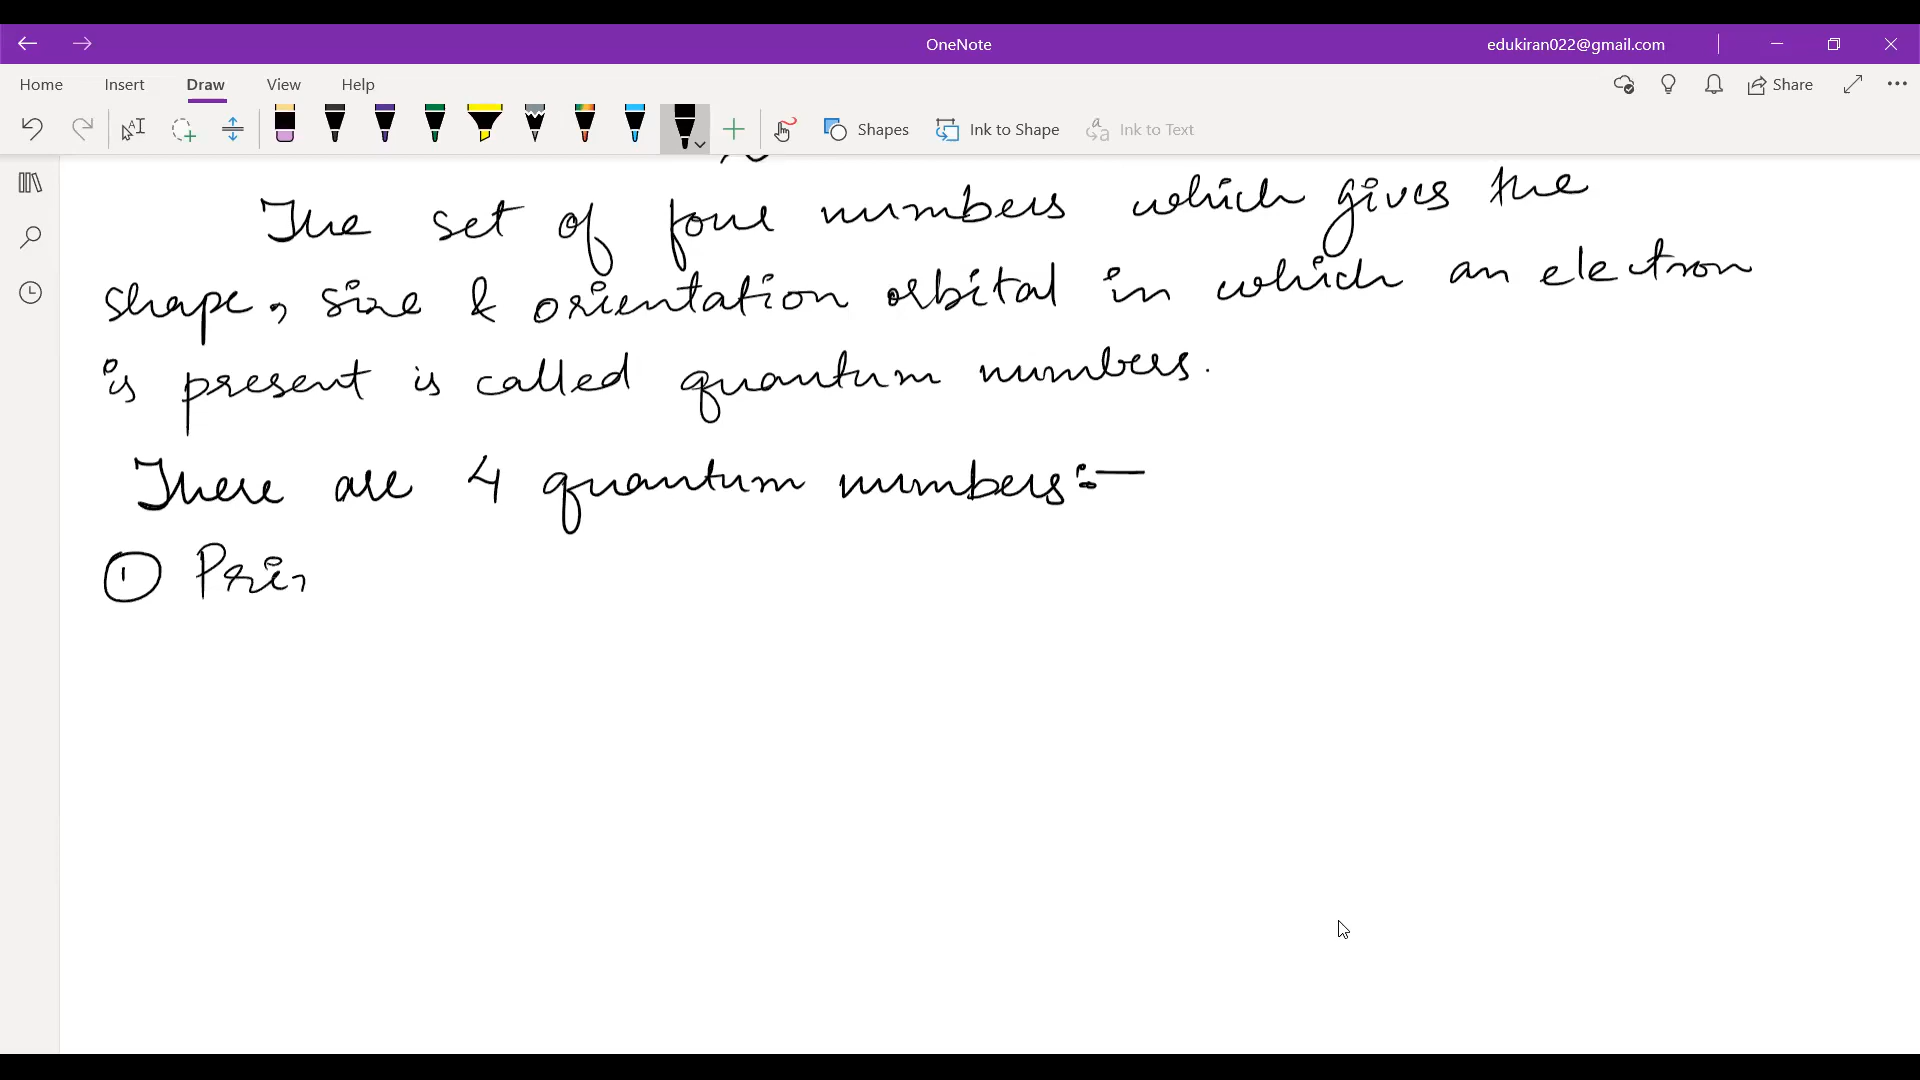 OneNote
edukiran022@gmail.com
Home Insert Draw View Help
Share
Shapes Ink to Shape Ink to Text
The set of four numbers which gives the
shape, size & orientation orbital in which an electron
is present is called quantum numbers.
There are 4 quantum numbers:—
① Prin